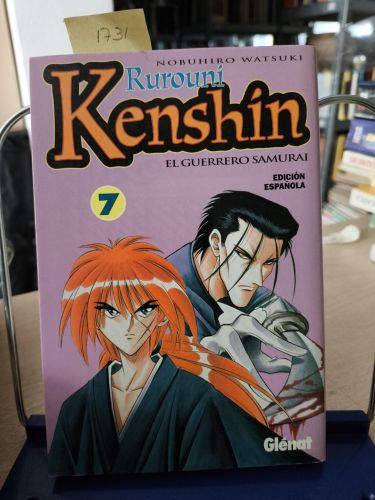 1731
NOBUHIRO WATSUKI
Rurouni
Kenshin
EL GUERRERO SAMURAI
EDICIÓN
ESPAÑOLA
7
Glénat